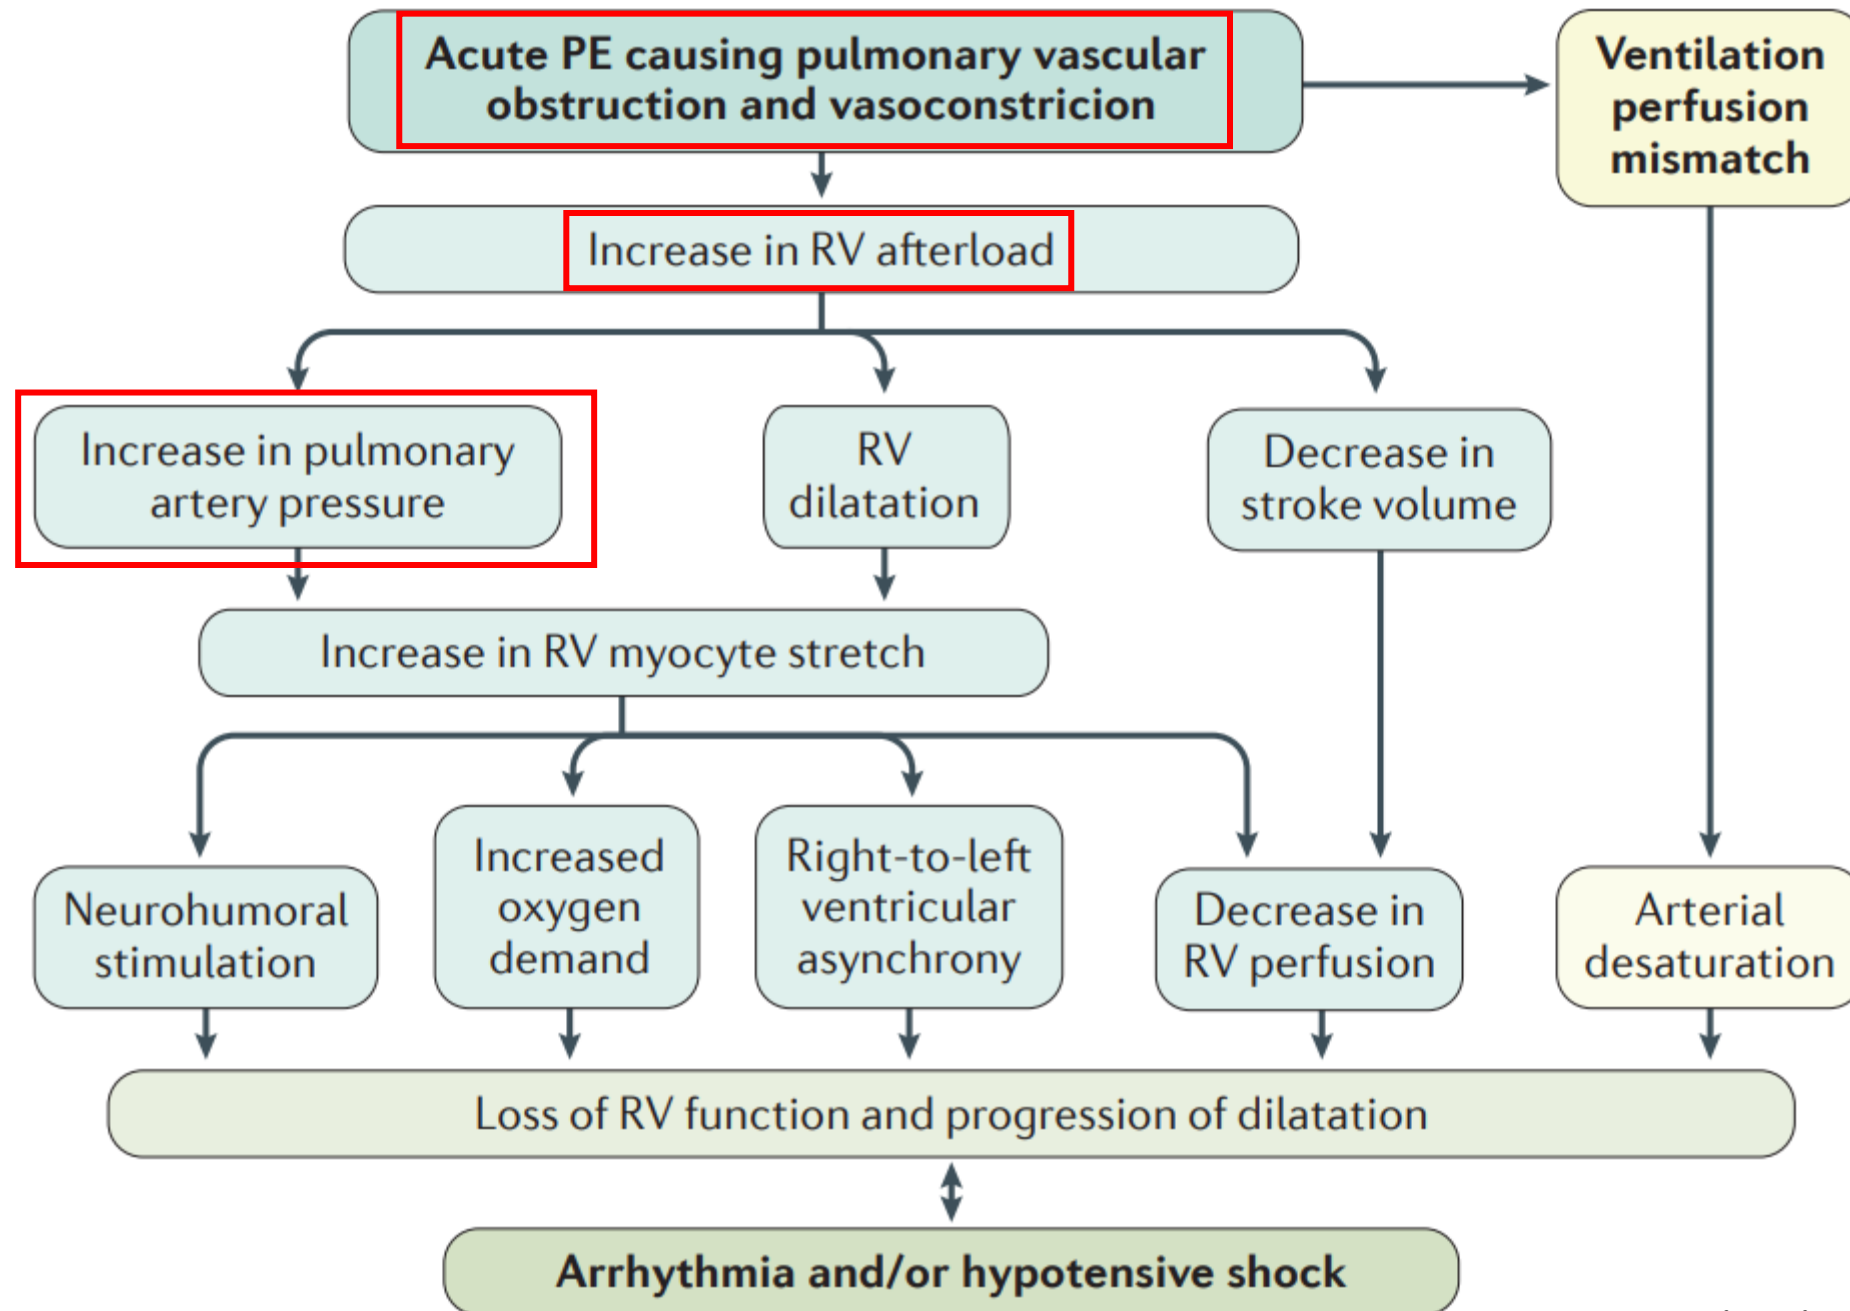 Acute PE causing pulmonary vascular
obstruction and vasoconstricion
Ventilation
perfusion
mismatch
Increase in RV afterload
Increase in pulmonary
artery pressure
RV
dilatation
Decrease in
stroke volume
Increase in RV myocyte stretch
Neurohumoral
stimulation
Increased
oxygen
demand
Right-to-left
ventricular
asynchrony
Decrease in
RV perfusion
Arterial
desaturation
Loss of RV function and progression of dilatation
Arrhythmia and/or hypotensive shock